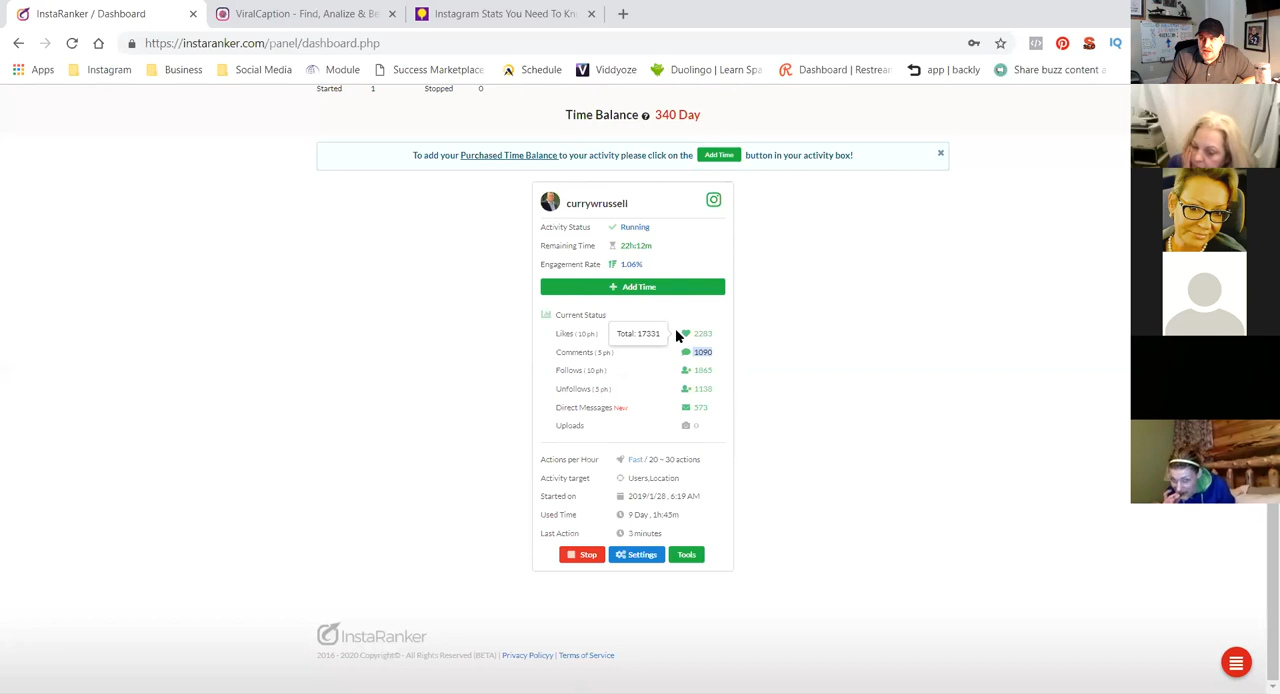 InstaRanker / Dashboard
ViralCaption - Find, Analize & Be
Instagram Stats You Need To Kn
https://instaranker.com/panel/dashboard.php
IQ
Apps
Instagram
Business
Social Media
Module
Success Marketplace
Schedule
Viddyoze
Duolingo | Learn Spa
Dashboard | Restrea
app | backly
Share buzz content a
Started 1 Stopped 0
Time Balance 340 Day
To add your Purchased Time Balance to your activity please click on the Add Time button in your activity box!
currywrussell
Activity Status Running
Remaining Time 22h:12m
Engagement Rate 1.06%
Add Time
Current Status
Likes ( 10 ph ) Total: 17331 2283
Comments ( 5 ph ) 1090
Follows ( 10 ph ) 1865
Unfollows ( 5 ph ) 1138
Direct Messages New 573
Uploads 0
Actions per Hour Fast / 20 ~ 30 actions
Activity target Users,Location
Started on 2019/1/28 , 6:19 AM
Used Time 9 Day , 1h:45m
Last Action 3 minutes
Stop Settings Tools
InstaRanker
2016 - 2020 Copyright© - All Rights Reserved (BETA) | Privacy Policyy | Terms of Service